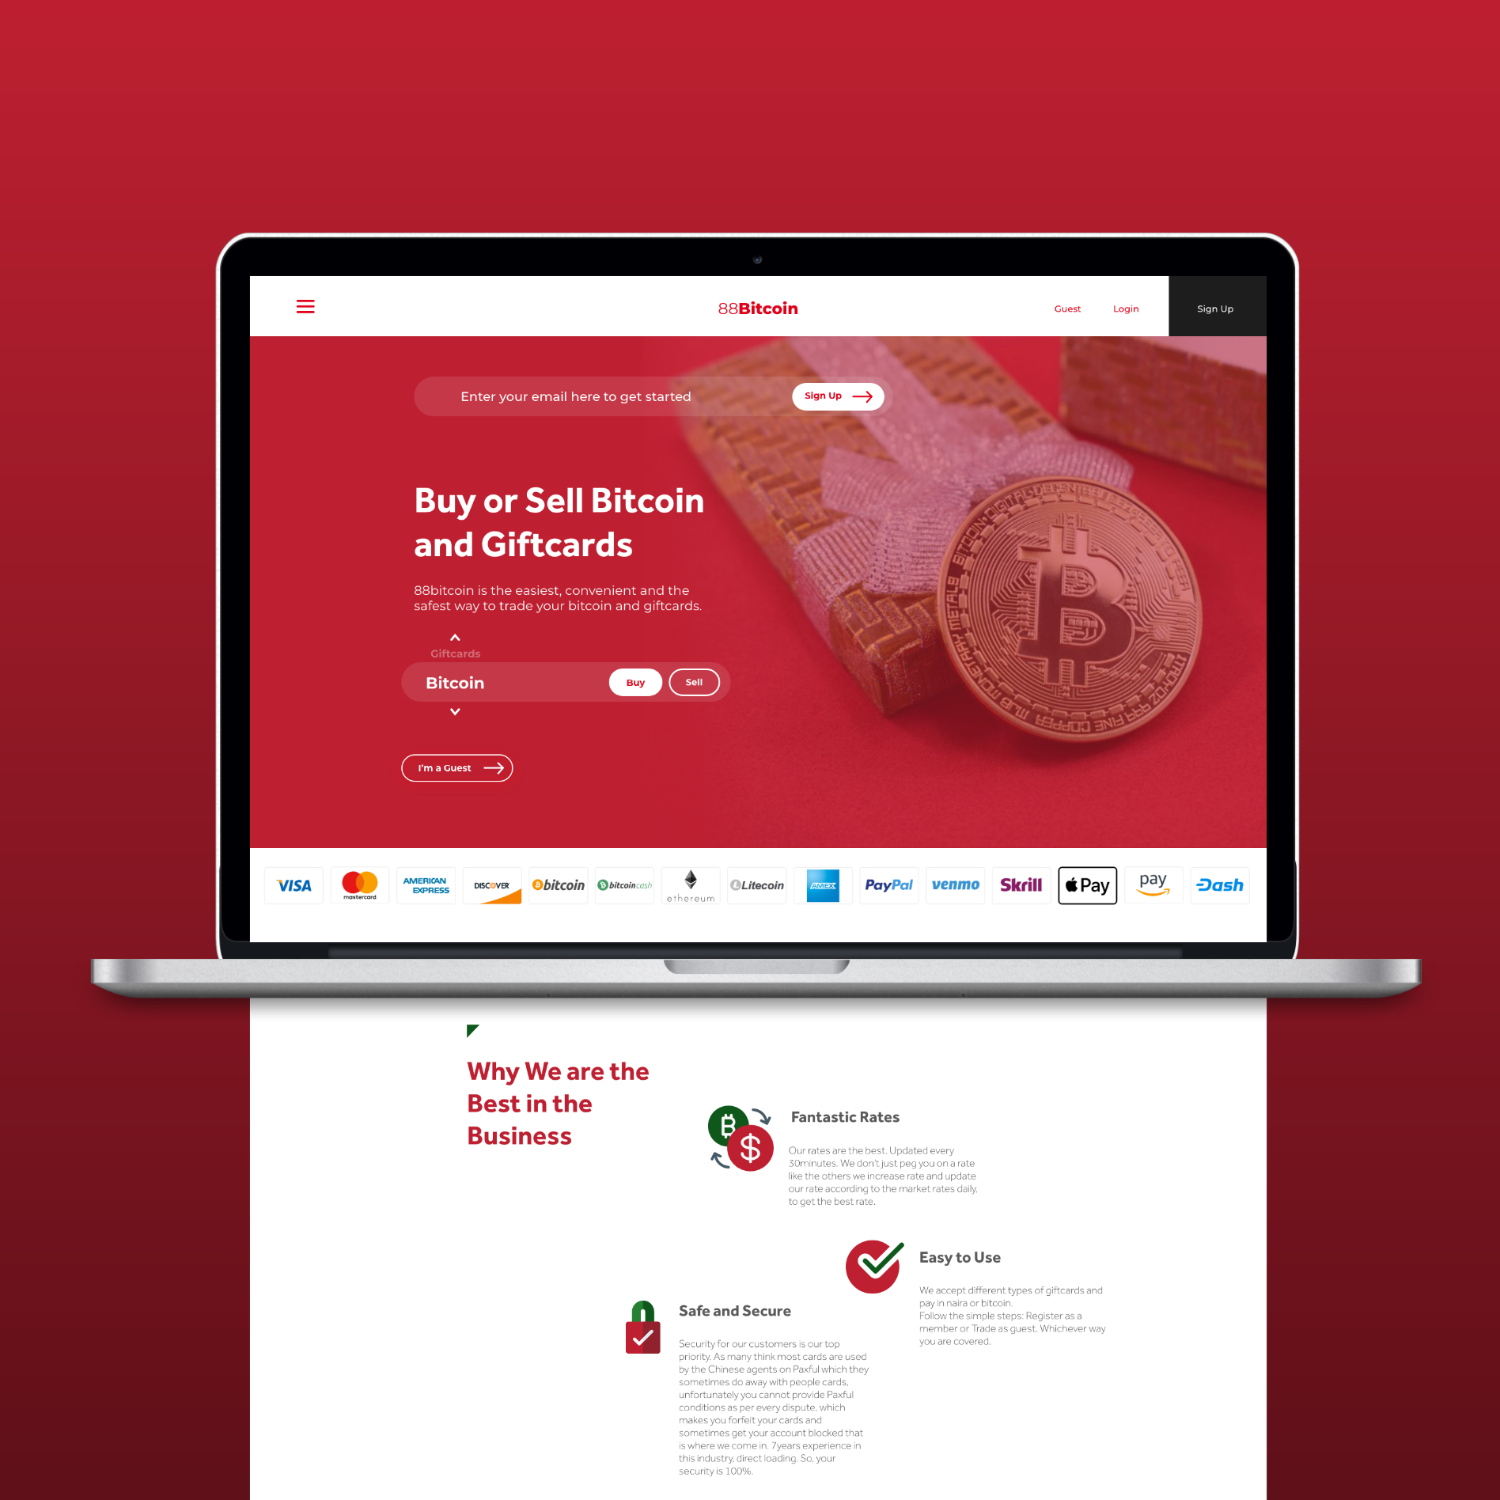 88Bitcoin
Guest
Login
Sign Up
Enter your email here to get started
Sign Up
Buy or Sell Bitcoin
and Giftcards
88bitcoin is the easiest, convenient and the
safest way to trade your bitcoin and giftcards.
Giftcards
Bitcoin
Buy
Sell
I'm a Guest
VISA
mastercard
AMERICAN
EXPRESS
DISCOVER
bitcoin
bitcoincash
ethereum
Litecoin
AMEX
PayPal
venmo
Skrill
Pay
pay
Dash
Why We are the
Best in the
Business
Fantastic Rates
Our rates are the best. Updated every
30minutes. We don't just peg you on a rate
like the others we increase rate and update
our rate according to the market rates daily,
to get the best rate.
Easy to Use
We accept different types of giftcards and
pay in naira or bitcoin.
Follow the simple steps: Register as a
member or Trade as guest. Whichever way
you are covered.
Safe and Secure
Security for our customers is our top
priority. As many think most cards are used
by the Chinese agents on Paxful which they
sometimes do away with people cards,
unfortunately you cannot provide Paxful
conditions as per every dispute, which
makes you forfeit your cards and
sometimes get your account blocked that
is where we come in. 7years experience in
this industry, direct loading. So, your
security is 100%.